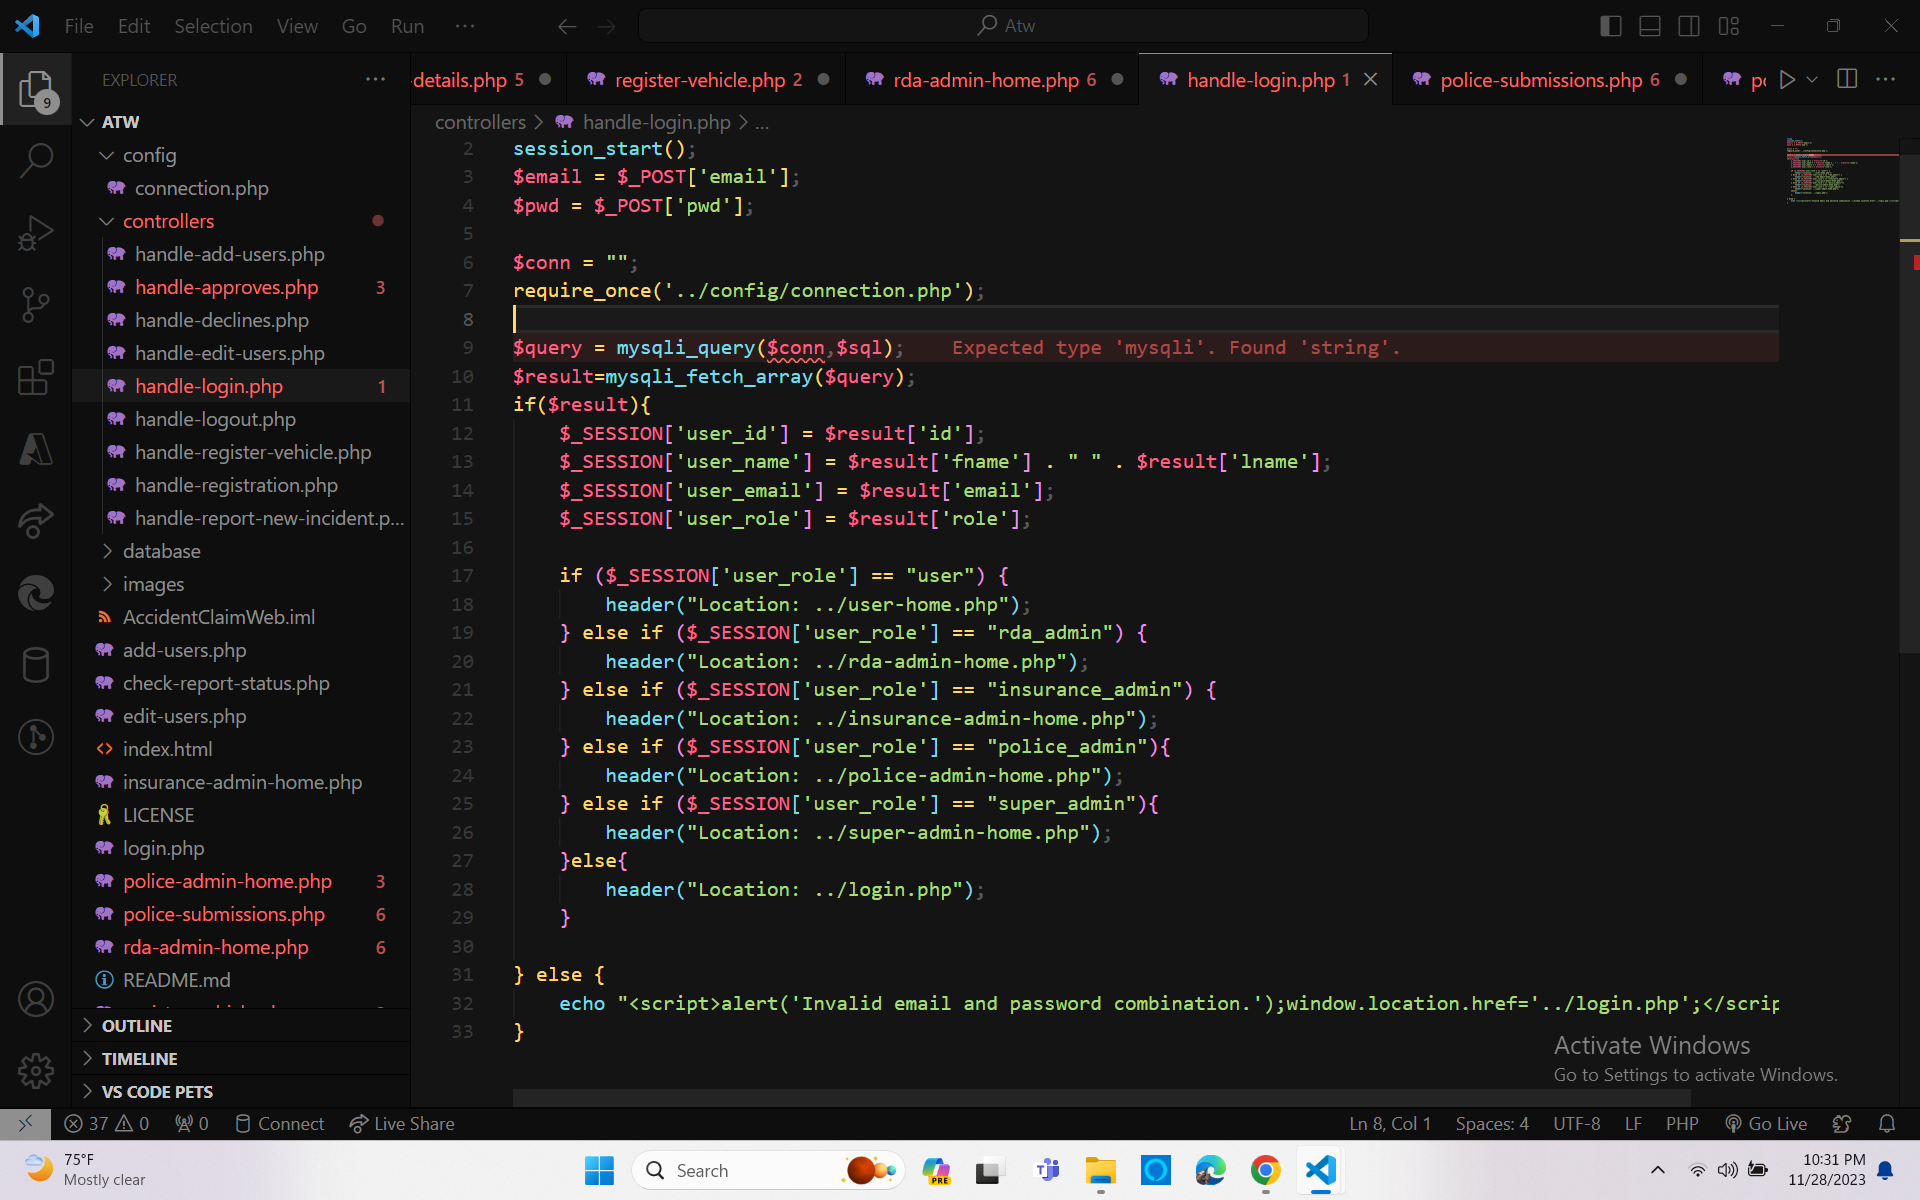 File Edit Selection View Go Run ... Atw
EXPLORER ...
details.php 5 register-vehicle.php 2 rda-admin-home.php 6 handle-login.php 1 police-submissions.php 6
controllers > handle-login.php > ...
ATW
config
connection.php
controllers
handle-add-users.php
handle-approves.php 3
handle-declines.php
handle-edit-users.php
handle-login.php 1
handle-logout.php
handle-register-vehicle.php
handle-registration.php
handle-report-new-incident.p...
database
images
AccidentClaimWeb.iml
add-users.php
check-report-status.php
edit-users.php
index.html
insurance-admin-home.php
LICENSE
login.php
police-admin-home.php 3
police-submissions.php 6
rda-admin-home.php 6
README.md
OUTLINE
TIMELINE
VS CODE PETS
9
2 session_start();
3 $email = $_POST['email'];
4 $pwd = $_POST['pwd'];
5
6 $conn = "";
7 require_once('../config/connection.php');
8
9 $query = mysqli_query($conn,$sql); Expected type 'mysqli'. Found 'string'.
10 $result=mysqli_fetch_array($query);
11 if($result){
12 $_SESSION['user_id'] = $result['id'];
13 $_SESSION['user_name'] = $result['fname'] . " " . $result['lname'];
14 $_SESSION['user_email'] = $result['email'];
15 $_SESSION['user_role'] = $result['role'];
16
17 if ($_SESSION['user_role'] == "user") {
18 header("Location: ../user-home.php");
19 } else if ($_SESSION['user_role'] == "rda_admin") {
20 header("Location: ../rda-admin-home.php");
21 } else if ($_SESSION['user_role'] == "insurance_admin") {
22 header("Location: ../insurance-admin-home.php");
23 } else if ($_SESSION['user_role'] == "police_admin"){
24 header("Location: ../police-admin-home.php");
25 } else if ($_SESSION['user_role'] == "super_admin"){
26 header("Location: ../super-admin-home.php");
27 }else{
28 header("Location: ../login.php");
29 }
30
31 } else {
32 echo "<script>alert('Invalid email and password combination.');window.location.href='../login.php';</scrip
33 }
Activate Windows
Go to Settings to activate Windows.
37 0 0 Connect Live Share Ln 8, Col 1 Spaces: 4 UTF-8 LF PHP Go Live
75°F
Mostly clear
Search
PRE
10:31 PM
11/28/2023